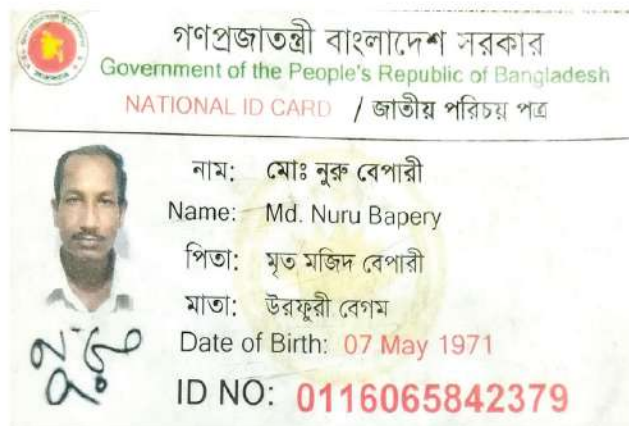 গণপ্রজাতন্ত্রী বাংলাদেশ সরকার
Government of the People's Republic of Bangladesh
NATIONAL ID CARD / জাতীয় পরিচয় পত্র
নাম: মোঃ নুরু বেপারী
Name: Md. Nuru Bapery
পিতা: মৃত মজিদ বেপারী
মাতা: উরফুরী বেগম
Date of Birth: 07 May 1971
ID NO: 0116065842379